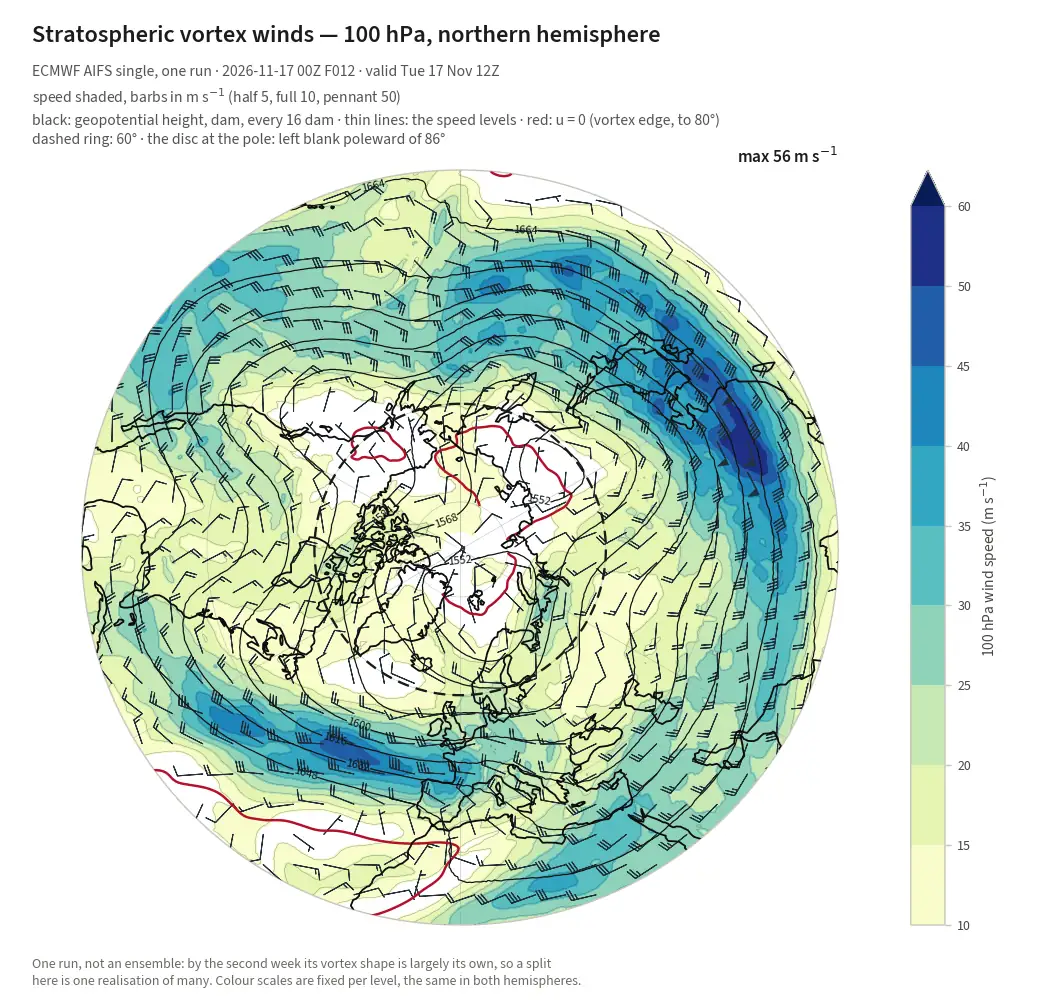 Stratospheric vortex winds — 100 hPa, northern hemisphere
ECMWF AIFS single, one run · 2026-11-17 00Z F012 · valid Tue 17 Nov 12Z
speed shaded, barbs in m s⁻¹ (half 5, full 10, pennant 50)
black: geopotential height, dam, every 16 dam · thin lines: the speed levels · red: u = 0 (vortex edge, to 80°)
dashed ring: 60° · the disc at the pole: left blank poleward of 86°
max 56 m s⁻¹
1664
1664
1552
1568
1552
1600
1648
60
50
45
40
35
30
25
20
15
10
100 hPa wind speed (m s⁻¹)
One run, not an ensemble: by the second week its vortex shape is largely its own, so a split
here is one realisation of many. Colour scales are fixed per level, the same in both hemispheres.